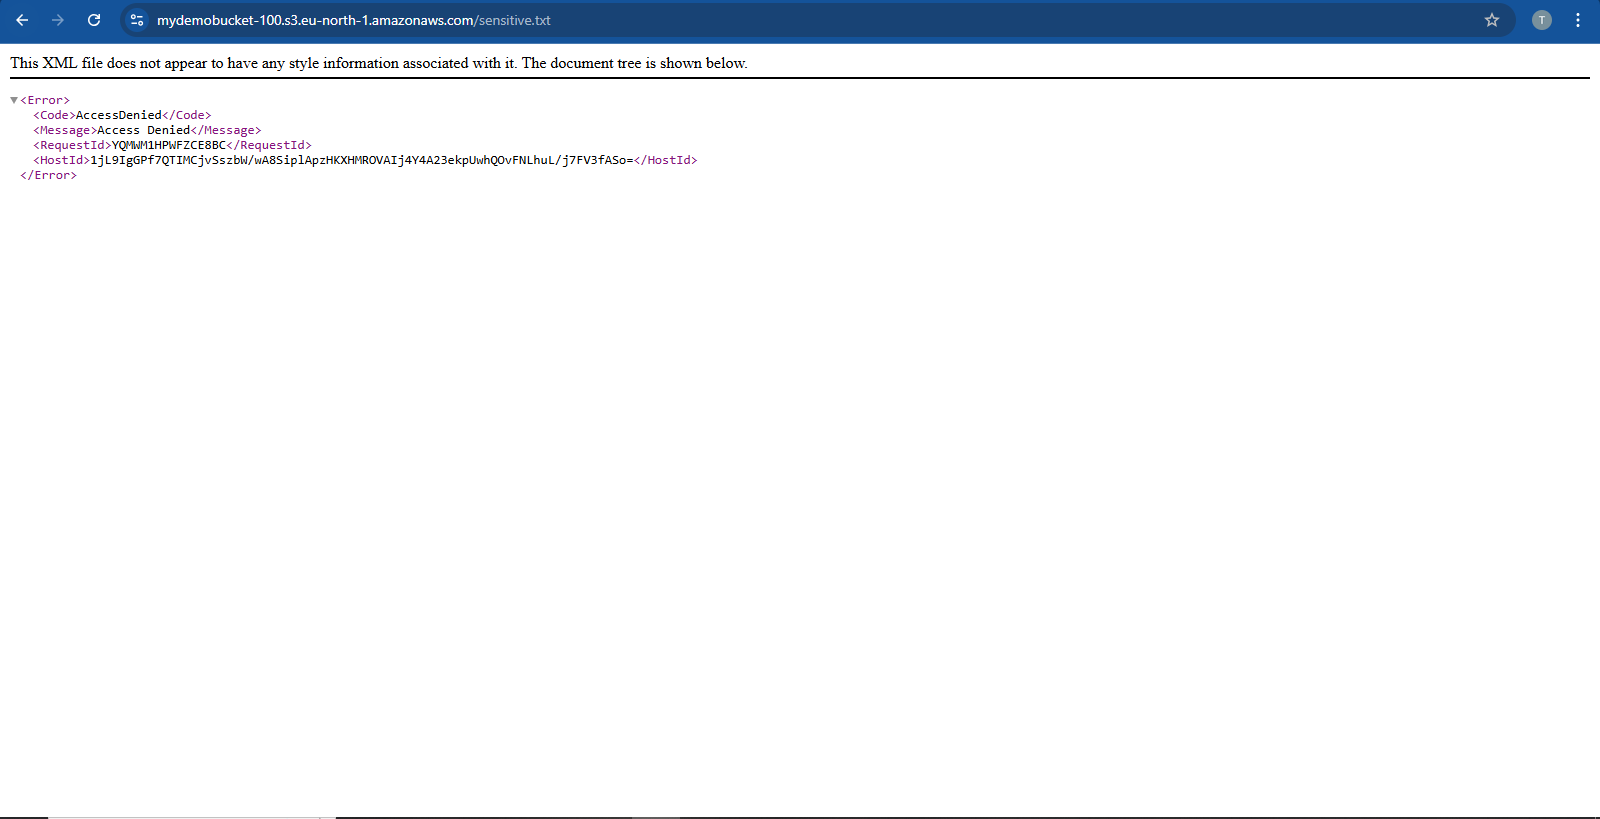 mydemobucket-100.s3.eu-north-1.amazonaws.com/sensitive.txt
T
This XML file does not appear to have any style information associated with it. The document tree is shown below.
▼<Error>
<Code>AccessDenied</Code>
<Message>Access Denied</Message>
<RequestId>YQMWM1HPWFZCE8BC</RequestId>
<HostId>1jL9IgGPf7QTIMCjvSszbW/wA8SiplApzHKXHMROVAIj4Y4A23ekpUwhQOvFNLhuL/j7FV3fASo=</HostId>
</Error>